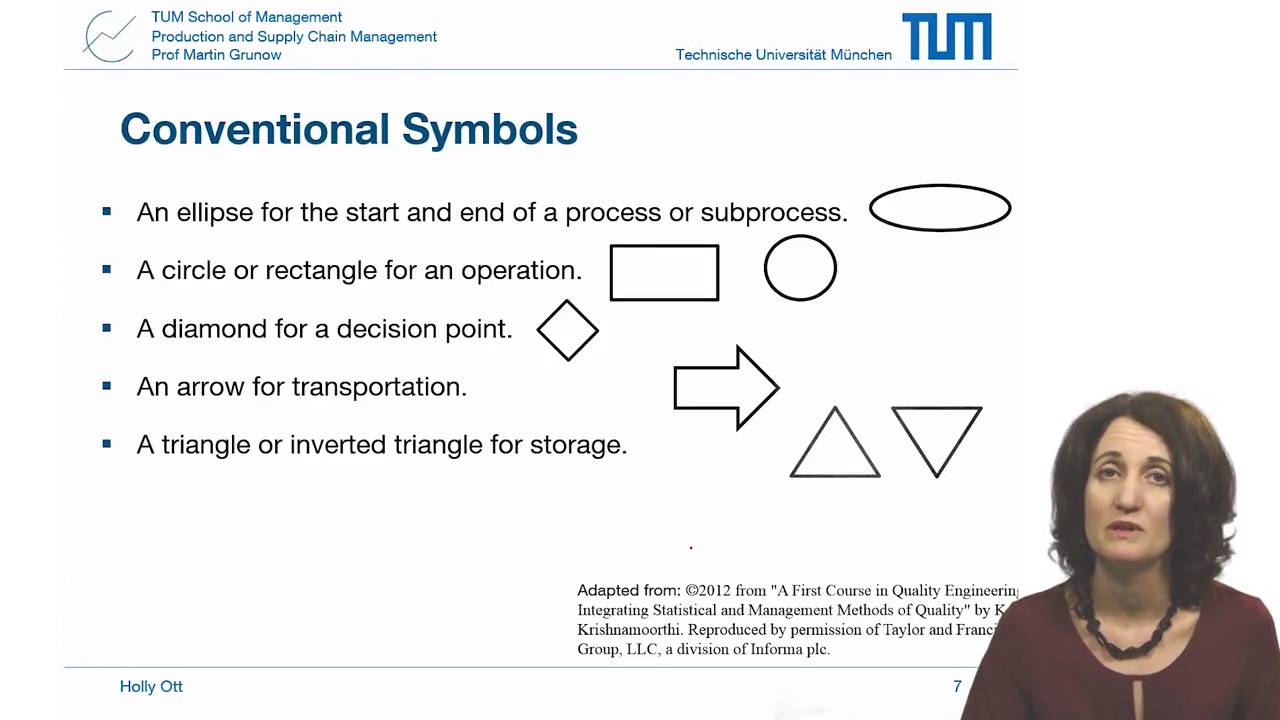 TUM School of Management
Production and Supply Chain Management
Prof Martin Grunow
Technische Universität München
TUM
Conventional Symbols
An ellipse for the start and end of a process or subprocess.
A circle or rectangle for an operation.
A diamond for a decision point.
An arrow for transportation.
A triangle or inverted triangle for storage.
Adapted from: ©2012 from "A First Course in Quality Engineering
Integrating Statistical and Management Methods of Quality" by K
Krishnamoorthi. Reproduced by permission of Taylor and
Group, LLC, a division of Informa plc.
Holly Ott
7